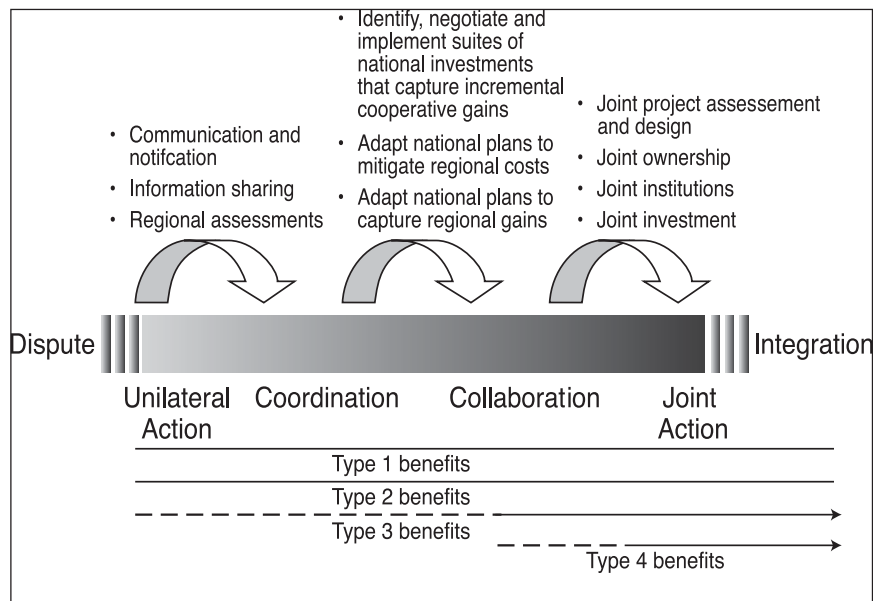 • Communication and
notifcation
• Information sharing
• Regional assessments
• Identify, negotiate and
implement suites of
national investments
that capture incremental
cooperative gains
• Adapt national plans to
mitigate regional costs
• Adapt national plans to
capture regional gains
• Joint project assessement
and design
• Joint ownership
• Joint institutions
• Joint investment
Dispute
Integration
Unilateral
Action
Coordination
Collaboration
Joint
Action
Type 1 benefits
Type 2 benefits
Type 3 benefits
Type 4 benefits